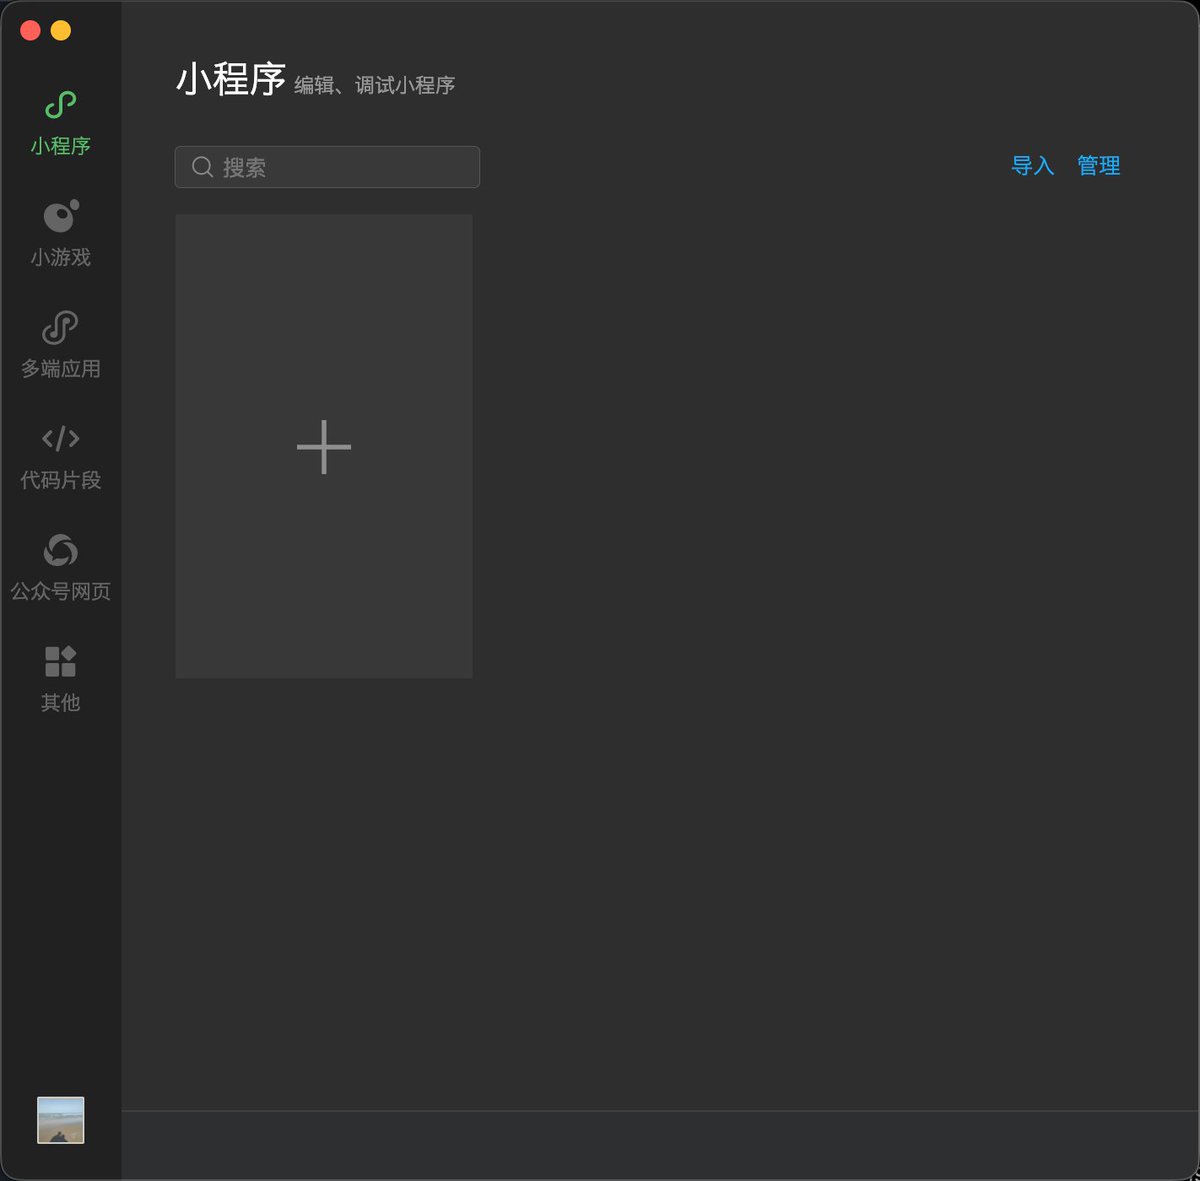 小程序 编辑、调试小程序
搜索
导入 管理
小程序
小游戏
多端应用
代码片段
公众号网页
其他